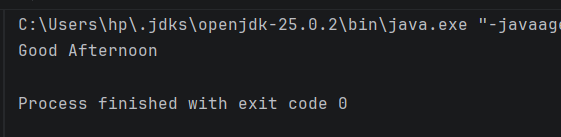 C:\Users\hp\.jdks\openjdk-25.0.2\bin\java.exe "-javaage
Good Afternoon
Process finished with exit code 0